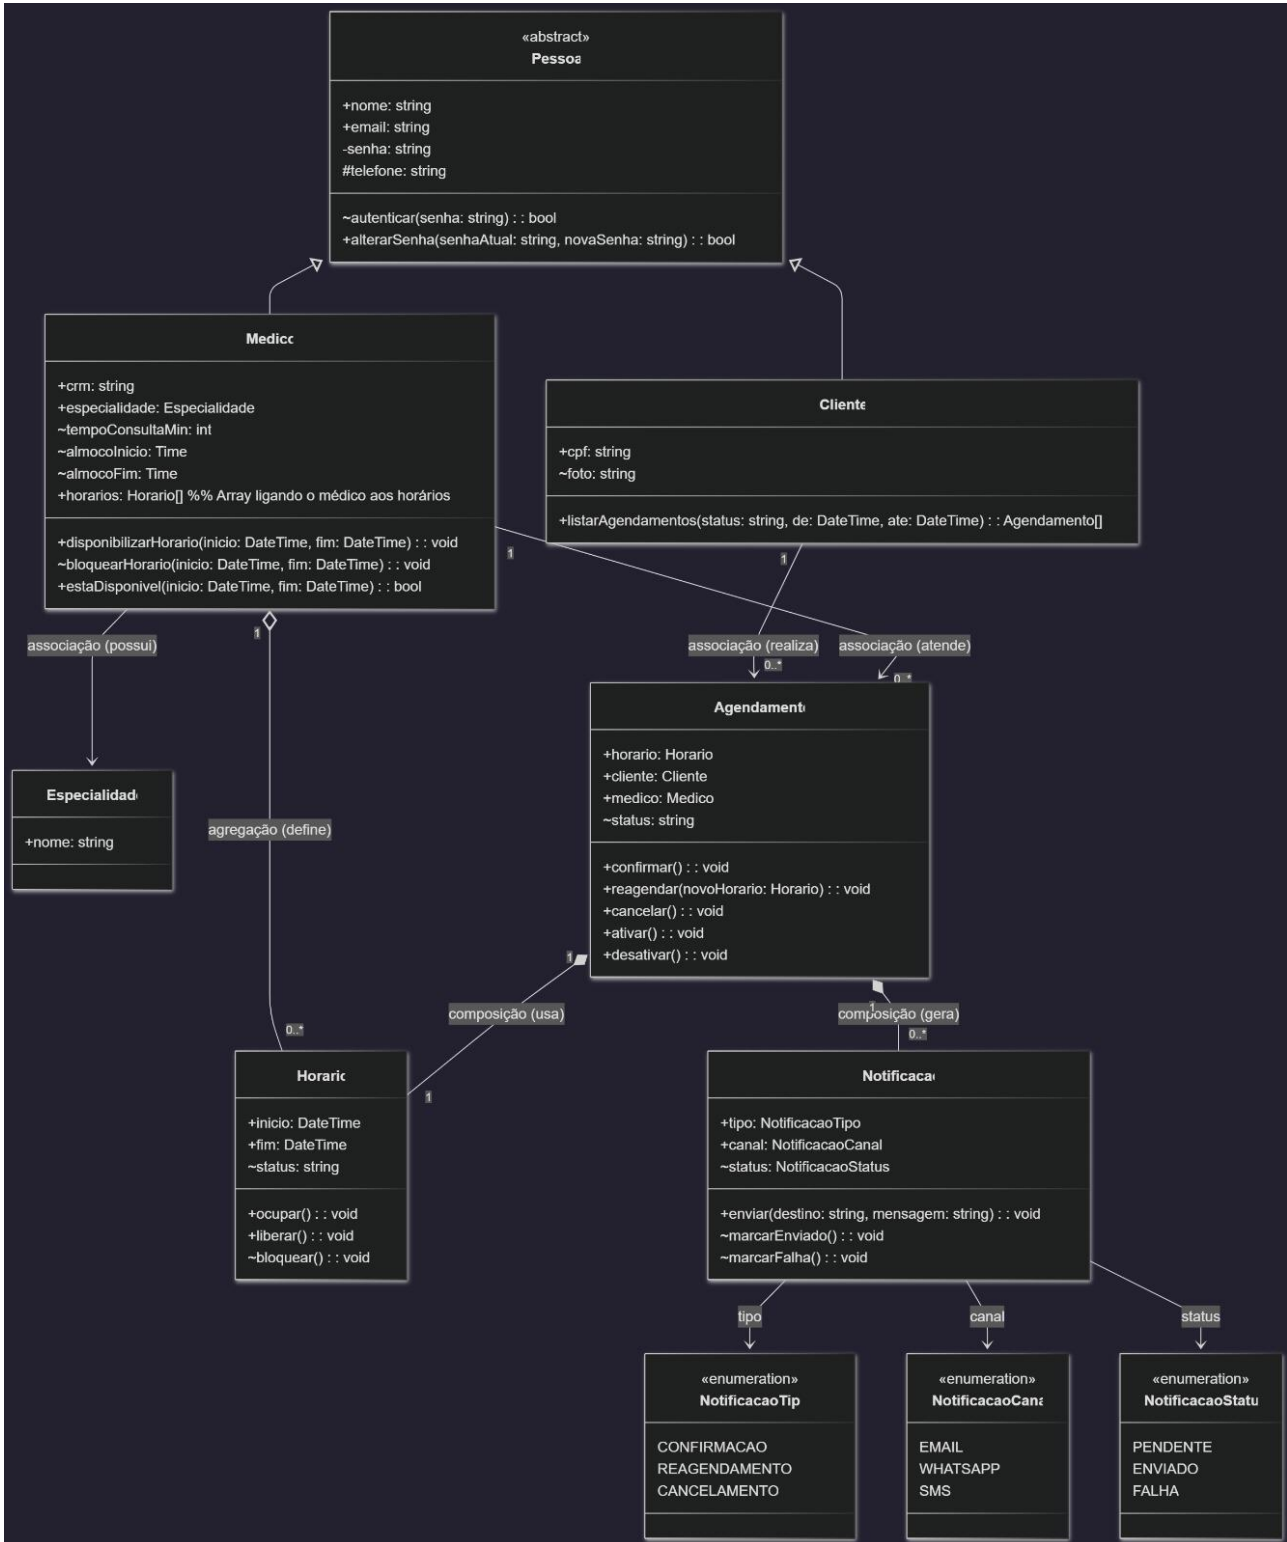 «abstract»
Pessoa
+nome: string
+email: string
-senha: string
#telefone: string
~autenticar(senha: string) : : bool
+alterarSenha(senhaAtual: string, novaSenha: string) : : bool
Medicc
+crm: string
+especialidade: Especialidade
~tempoConsultaMin: int
~almocoInicio: Time
~almocoFim: Time
+horarios: Horario[] %% Array ligando o médico aos horários
+disponibilizarHorario(inicio: DateTime, fim: DateTime) : : void
~bloquearHorario(inicio: DateTime, fim: DateTime) : : void
+estaDisponivel(inicio: DateTime, fim: DateTime) : : bool
Cliente
+cpf: string
~foto: string
+listarAgendamentos(status: string, de: DateTime, ate: DateTime) : : Agendamento[]
1
1
1
associação (possui)
associação (realiza)
associação (atende)
0..*
0..*
Agendament
+horario: Horario
+cliente: Cliente
+medico: Medico
~status: string
+confirmar() : : void
+reagendar(novoHorario: Horario) : : void
+cancelar() : : void
+ativar() : : void
+desativar() : : void
Especialidad
+nome: string
agregação (define)
1
1
composição (usa)
composição (gera)
0..*
0..*
1
Horaric
+inicio: DateTime
+fim: DateTime
~status: string
+ocupar() : : void
+liberar() : : void
~bloquear() : : void
Notificaca
+tipo: NotificacaoTipo
+canal: NotificacaoCanal
~status: NotificacaoStatus
+enviar(destino: string, mensagem: string) : : void
~marcarEnviado() : : void
~marcarFalha() : : void
tipo
canal
status
«enumeration»
NotificacaoTip
CONFIRMACAO
REAGENDAMENTO
CANCELAMENTO
«enumeration»
NotificacaoCana
EMAIL
WHATSAPP
SMS
«enumeration»
NotificacaoStatu
PENDENTE
ENVIADO
FALHA